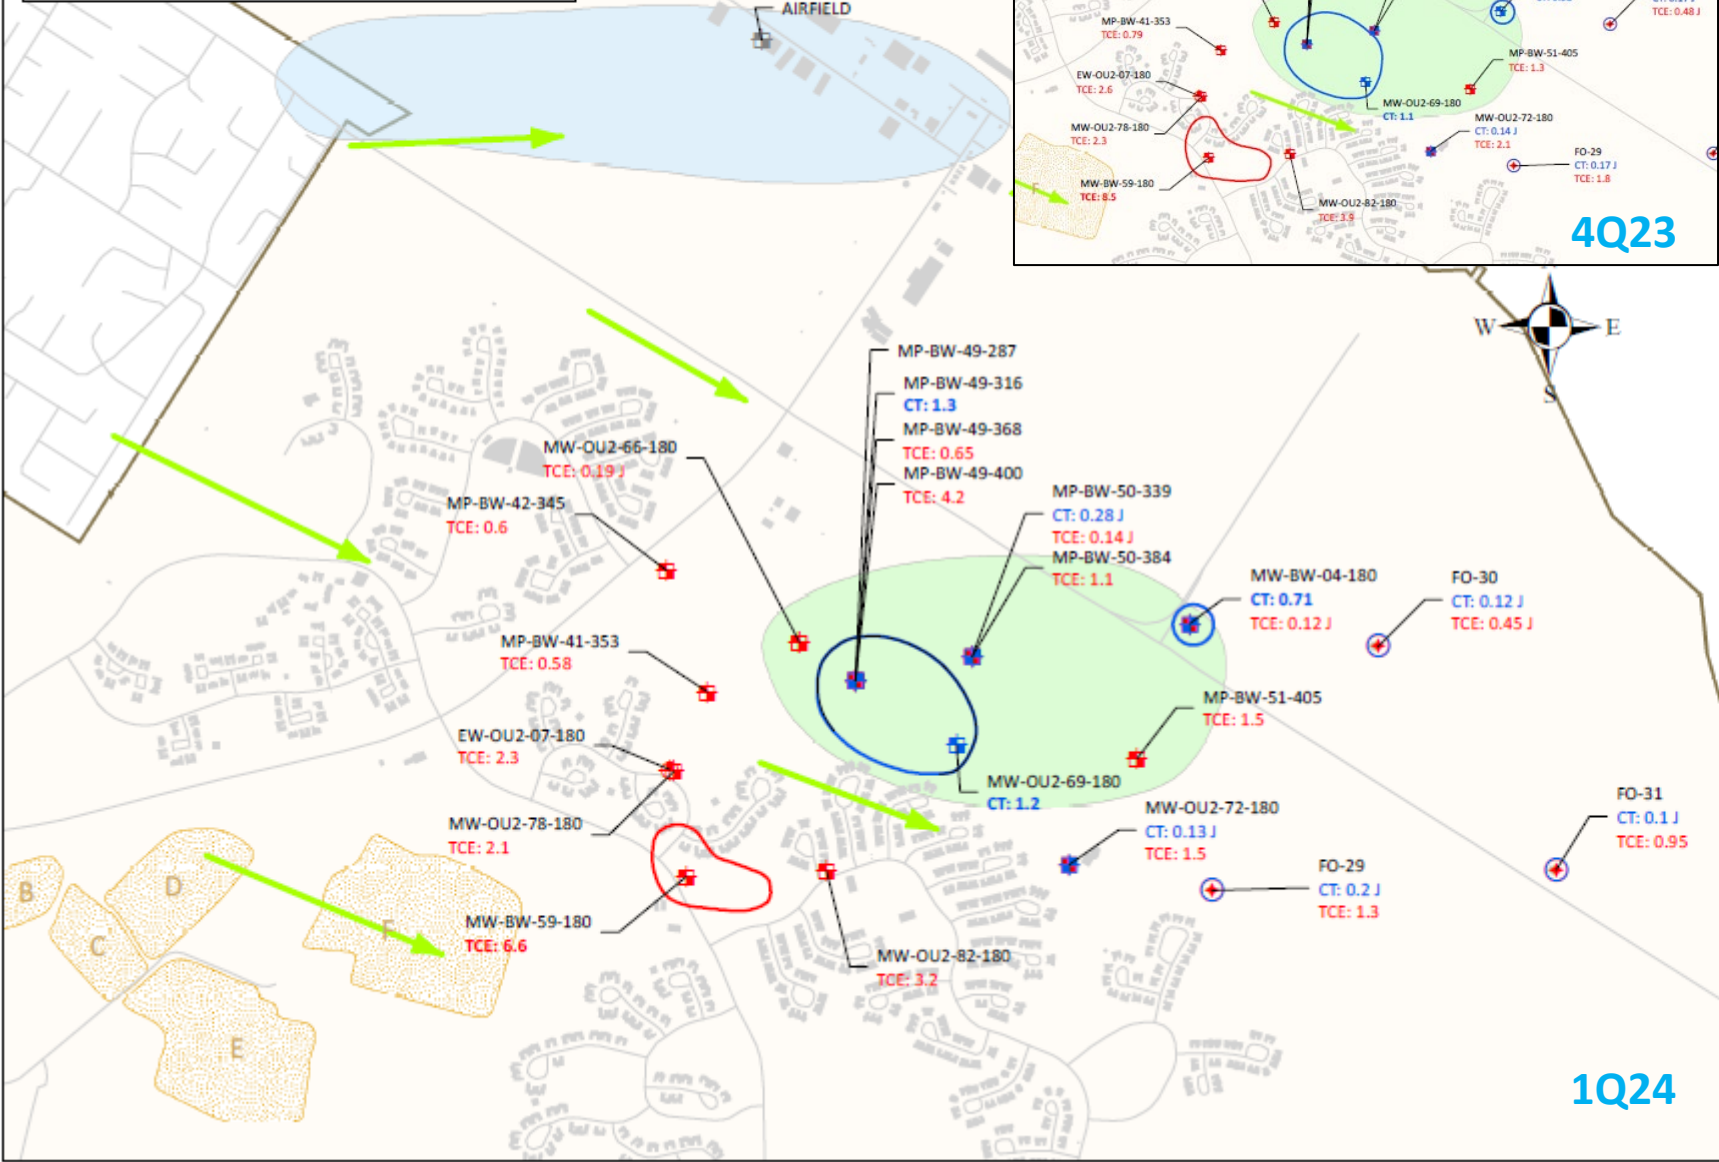 AIRFIELD
MP-BW-41-353
TCE: 0.79
EW-OU2-07-180
TCE: 2.6
MW-OU2-78-180
TCE: 2.3
MW-BW-59-180
TCE: 8.5
TCE: 0.48 J
MP-BW-51-405
TCE: 1.3
MW-OU2-69-180
CT: 1.1
MW-OU2-72-180
CT: 0.14 J
TCE: 2.1
FO-29
CT: 0.17 J
TCE: 1.8
MW-OU2-82-180
TCE: 3.9
F
4Q23
W
E
S
MP-BW-49-287
MP-BW-49-316
CT: 1.3
MP-BW-49-368
TCE: 0.65
MP-BW-49-400
TCE: 4.2
MW-OU2-66-180
TCE: 0.19 J
MP-BW-42-345
TCE: 0.6
MP-BW-50-339
CT: 0.28 J
TCE: 0.14 J
MP-BW-50-384
TCE: 1.1
MW-BW-04-180
CT: 0.71
TCE: 0.12 J
FO-30
CT: 0.12 J
TCE: 0.45 J
MP-BW-41-353
TCE: 0.58
MP-BW-51-405
TCE: 1.5
EW-OU2-07-180
TCE: 2.3
MW-OU2-69-180
CT: 1.2
MW-OU2-78-180
TCE: 2.1
MW-OU2-72-180
CT: 0.13 J
TCE: 1.5
FO-31
CT: 0.1 J
TCE: 0.95
FO-29
CT: 0.2 J
TCE: 1.3
MW-BW-59-180
TCE: 6.6
MW-OU2-82-180
TCE: 3.2
B
C
D
E
F
1Q24